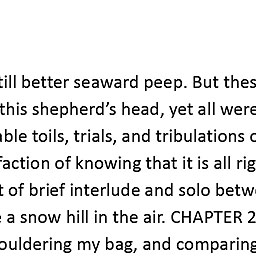 till better seaward peep. But thes
this shepherd’s head, yet all were
able toils, trials, and tribulations
faction of knowing that it is all rig
t of brief interlude and solo betw
a snow hill in the air. CHAPTER 2
ouldering my bag, and comparing